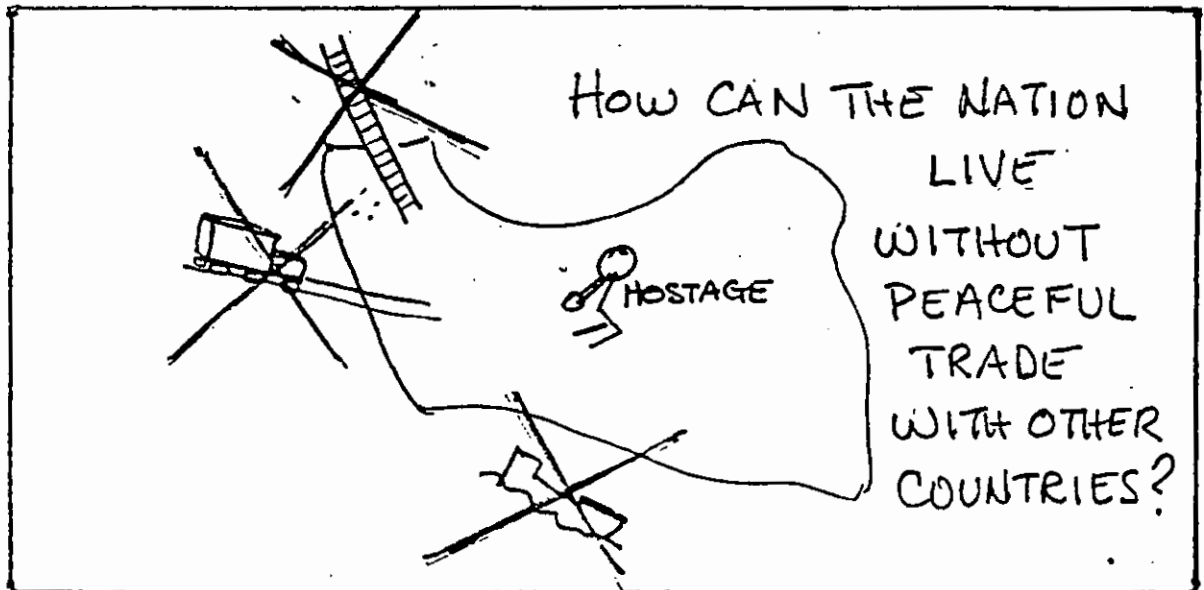 HOW CAN THE NATION
LIVE
WITHOUT
HOSTAGE
PEACEFUL
TRADE
WITH OTHER
COUNTRIES?